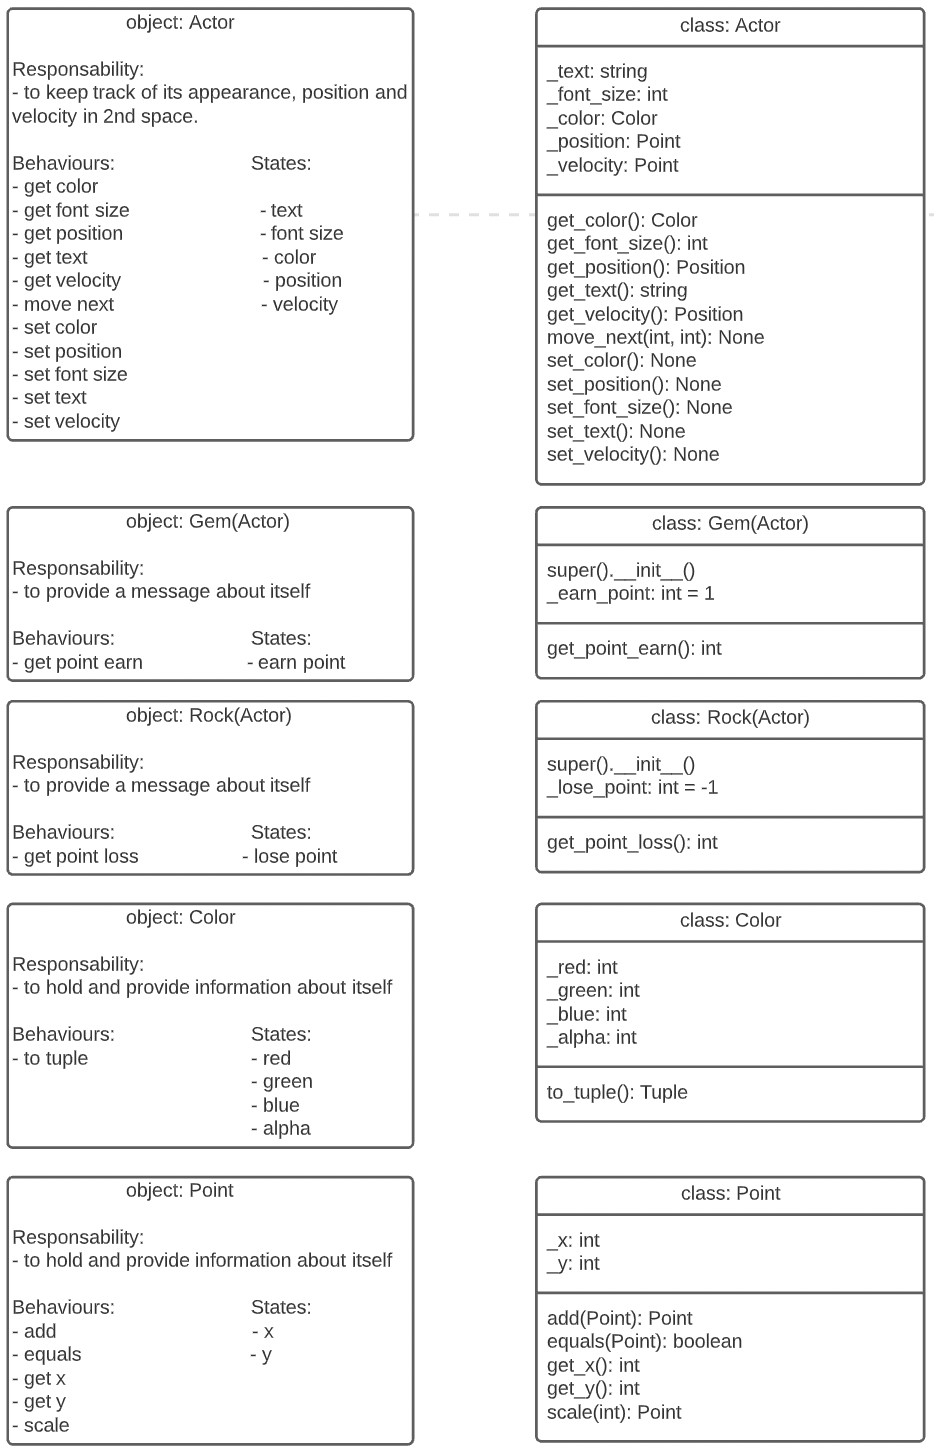 object: Actor
Responsability:
- to keep track of its appearance, position and
velocity in 2nd space.
Behaviours: States:
- get color
- get font size - text
- get position - font size
- get text - color
- get velocity - position
- move next - velocity
- set color
- set position
- set font size
- set text
- set velocity
class: Actor
_text: string
_font_size: int
_color: Color
_position: Point
_velocity: Point
get_color(): Color
get_font_size(): int
get_position(): Position
get_text(): string
get_velocity(): Position
move_next(int, int): None
set_color(): None
set_position(): None
set_font_size(): None
set_text(): None
set_velocity(): None
object: Gem(Actor)
Responsability:
- to provide a message about itself
Behaviours: States:
- get point earn - earn point
class: Gem(Actor)
super().__init__()
_earn_point: int = 1
get_point_earn(): int
object: Rock(Actor)
Responsability:
- to provide a message about itself
Behaviours: States:
- get point loss - lose point
class: Rock(Actor)
super().__init__()
_lose_point: int = -1
get_point_loss(): int
object: Color
Responsability:
- to hold and provide information about itself
Behaviours: States:
- to tuple - red
- green
- blue
- alpha
class: Color
_red: int
_green: int
_blue: int
_alpha: int
to_tuple(): Tuple
object: Point
Responsability:
- to hold and provide information about itself
Behaviours: States:
- add - x
- equals - y
- get x
- get y
- scale
class: Point
_x: int
_y: int
add(Point): Point
equals(Point): boolean
get_x(): int
get_y(): int
scale(int): Point